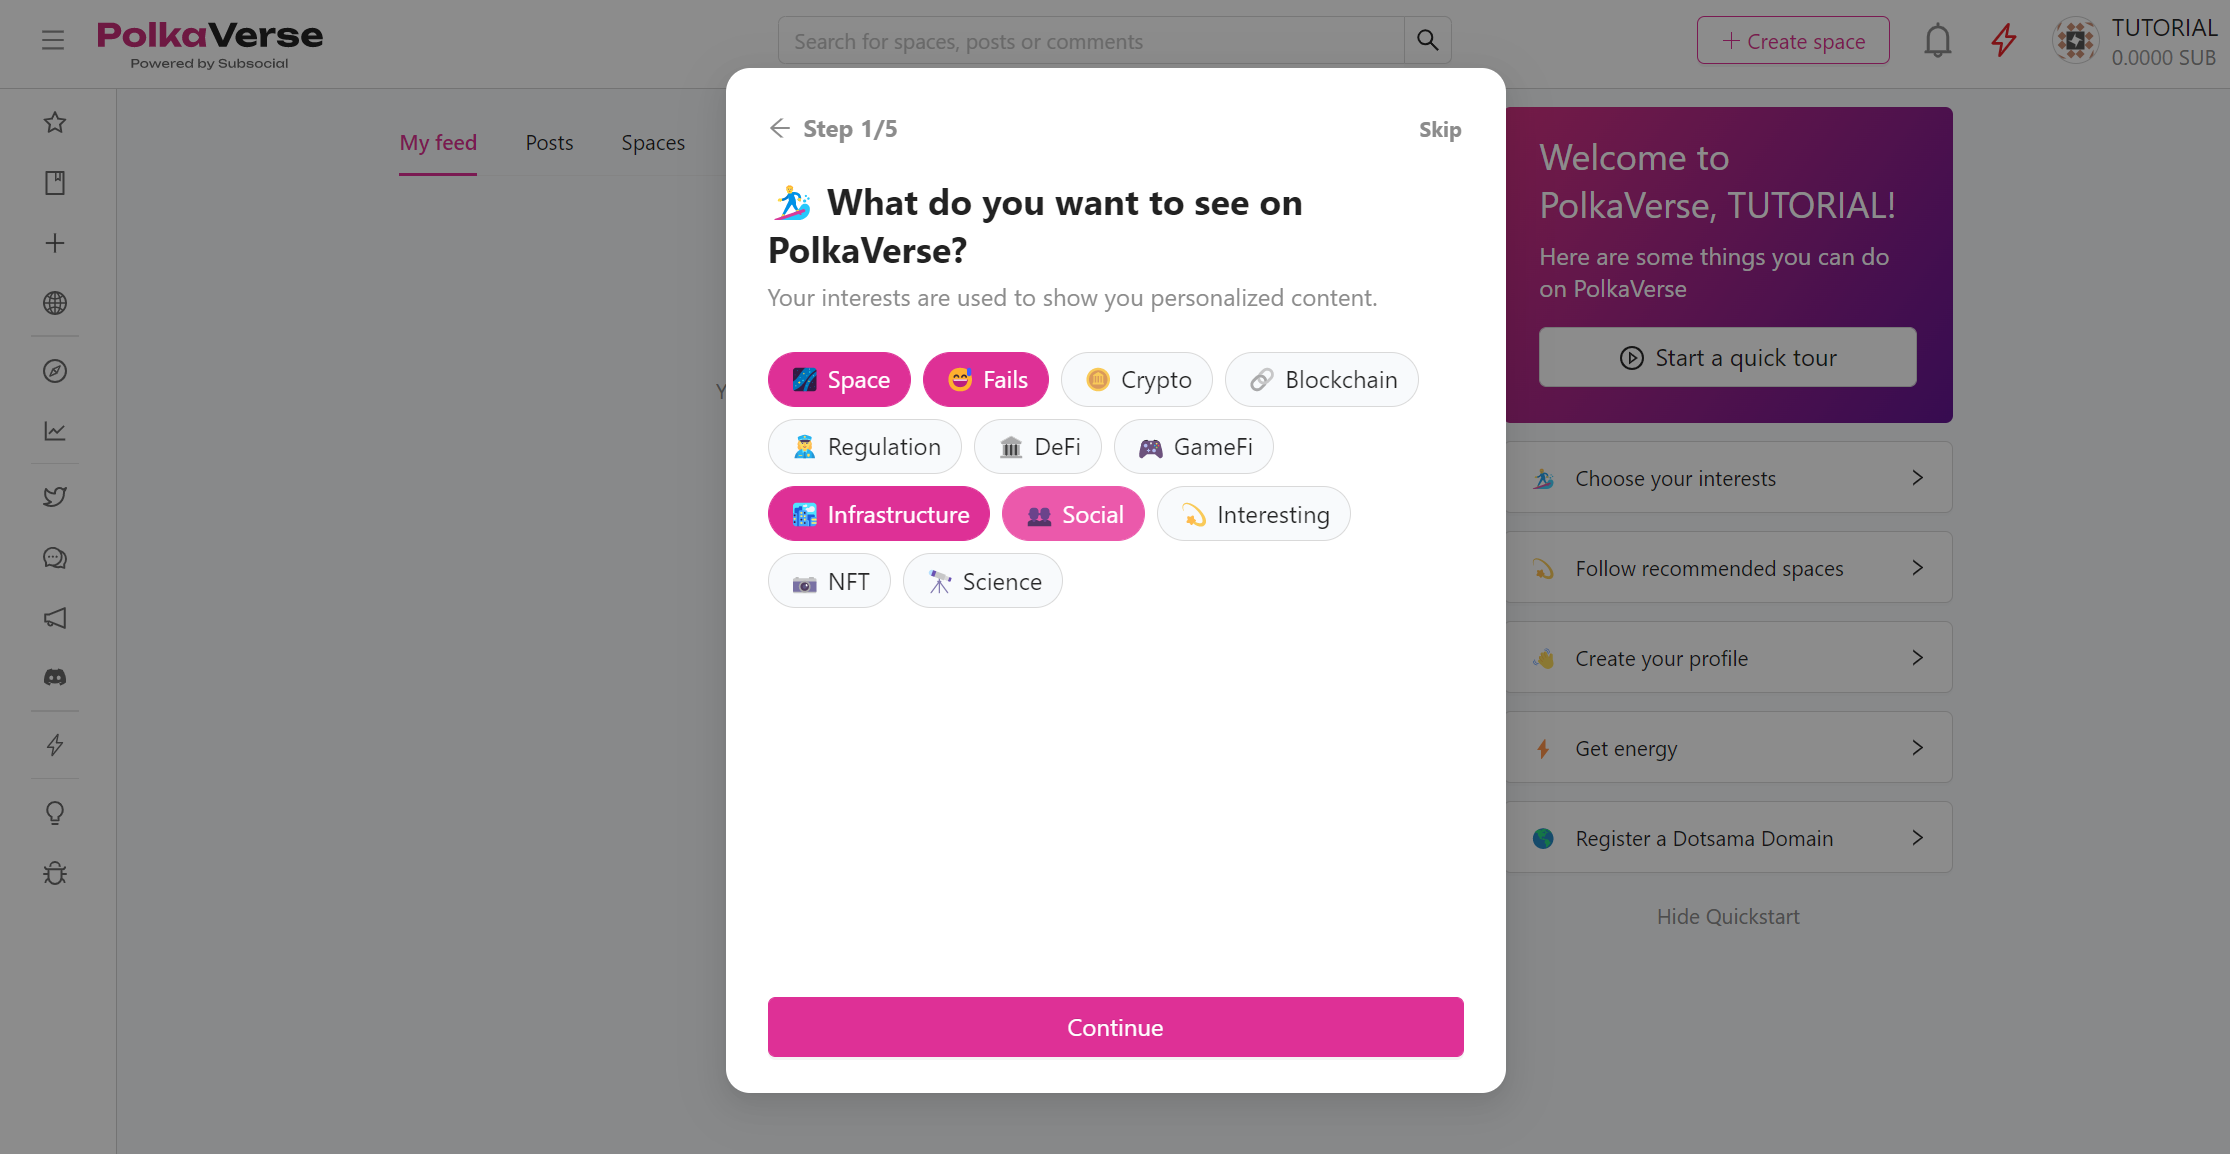 PolkaVerse
Powered by Subsocial
Search for spaces, posts or comments
+ Create space
TUTORIAL
0.0000 SUB
My feed
Posts
Spaces
Y
Step 1/5
Skip
What do you want to see on
PolkaVerse?
Your interests are used to show you personalized content.
Space
Fails
Crypto
Blockchain
Regulation
DeFi
GameFi
Infrastructure
Social
Interesting
NFT
Science
Continue
Welcome to
PolkaVerse, TUTORIAL!
Here are some things you can do
on PolkaVerse
Start a quick tour
Choose your interests
Follow recommended spaces
Create your profile
Get energy
Register a Dotsama Domain
Hide Quickstart